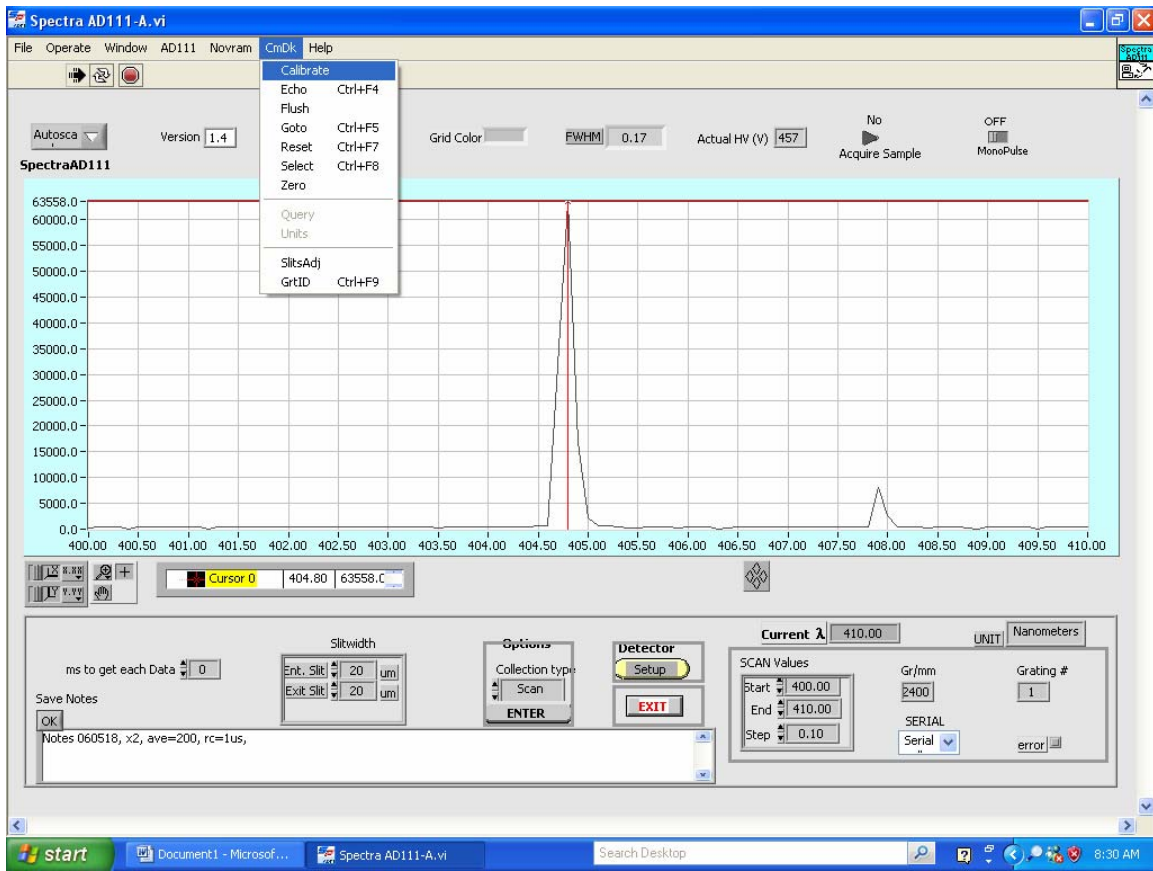 Spectra AD111-A.vi
File Operate Window AD111 Novram CmDk Help
Spectra
AD111
Calibrate
Echo Ctrl+F4
Flush
Goto Ctrl+F5
Reset Ctrl+F7
Select Ctrl+F8
Zero
Query
Units
SlitsAdj
GrtID Ctrl+F9
Autosca
Version 1.4
Grid Color
FWHM 0.17
Actual HV (V) 457
No
Acquire Sample
OFF
MonoPulse
SpectraAD111
63558.0
60000.0
55000.0
50000.0
45000.0
40000.0
35000.0
30000.0
25000.0
20000.0
15000.0
10000.0
5000.0
0.0
400.00 400.50 401.00 401.50 402.00 402.50 403.00 403.50 404.00 404.50 405.00 405.50 406.00 406.50 407.00 407.50 408.00 408.50 409.00 409.50 410.00
X X.XX
Y Y.YY
Cursor 0 404.80 63558.0
ms to get each Data 0
Slitwidth
Ent. Slit 20 um
Exit Slit 20 um
Options
Collection type
Scan
ENTER
Detector
Setup
EXIT
Current λ 410.00
UNIT Nanometers
SCAN Values
Start 400.00
End 410.00
Step 0.10
Gr/mm
2400
Grating #
1
SERIAL
Serial
error
Save Notes
OK
Notes 060518, x2, ave=200, rc=1us,
start
Document1 - Microsof...
Spectra AD111-A.vi
Search Desktop
8:30 AM